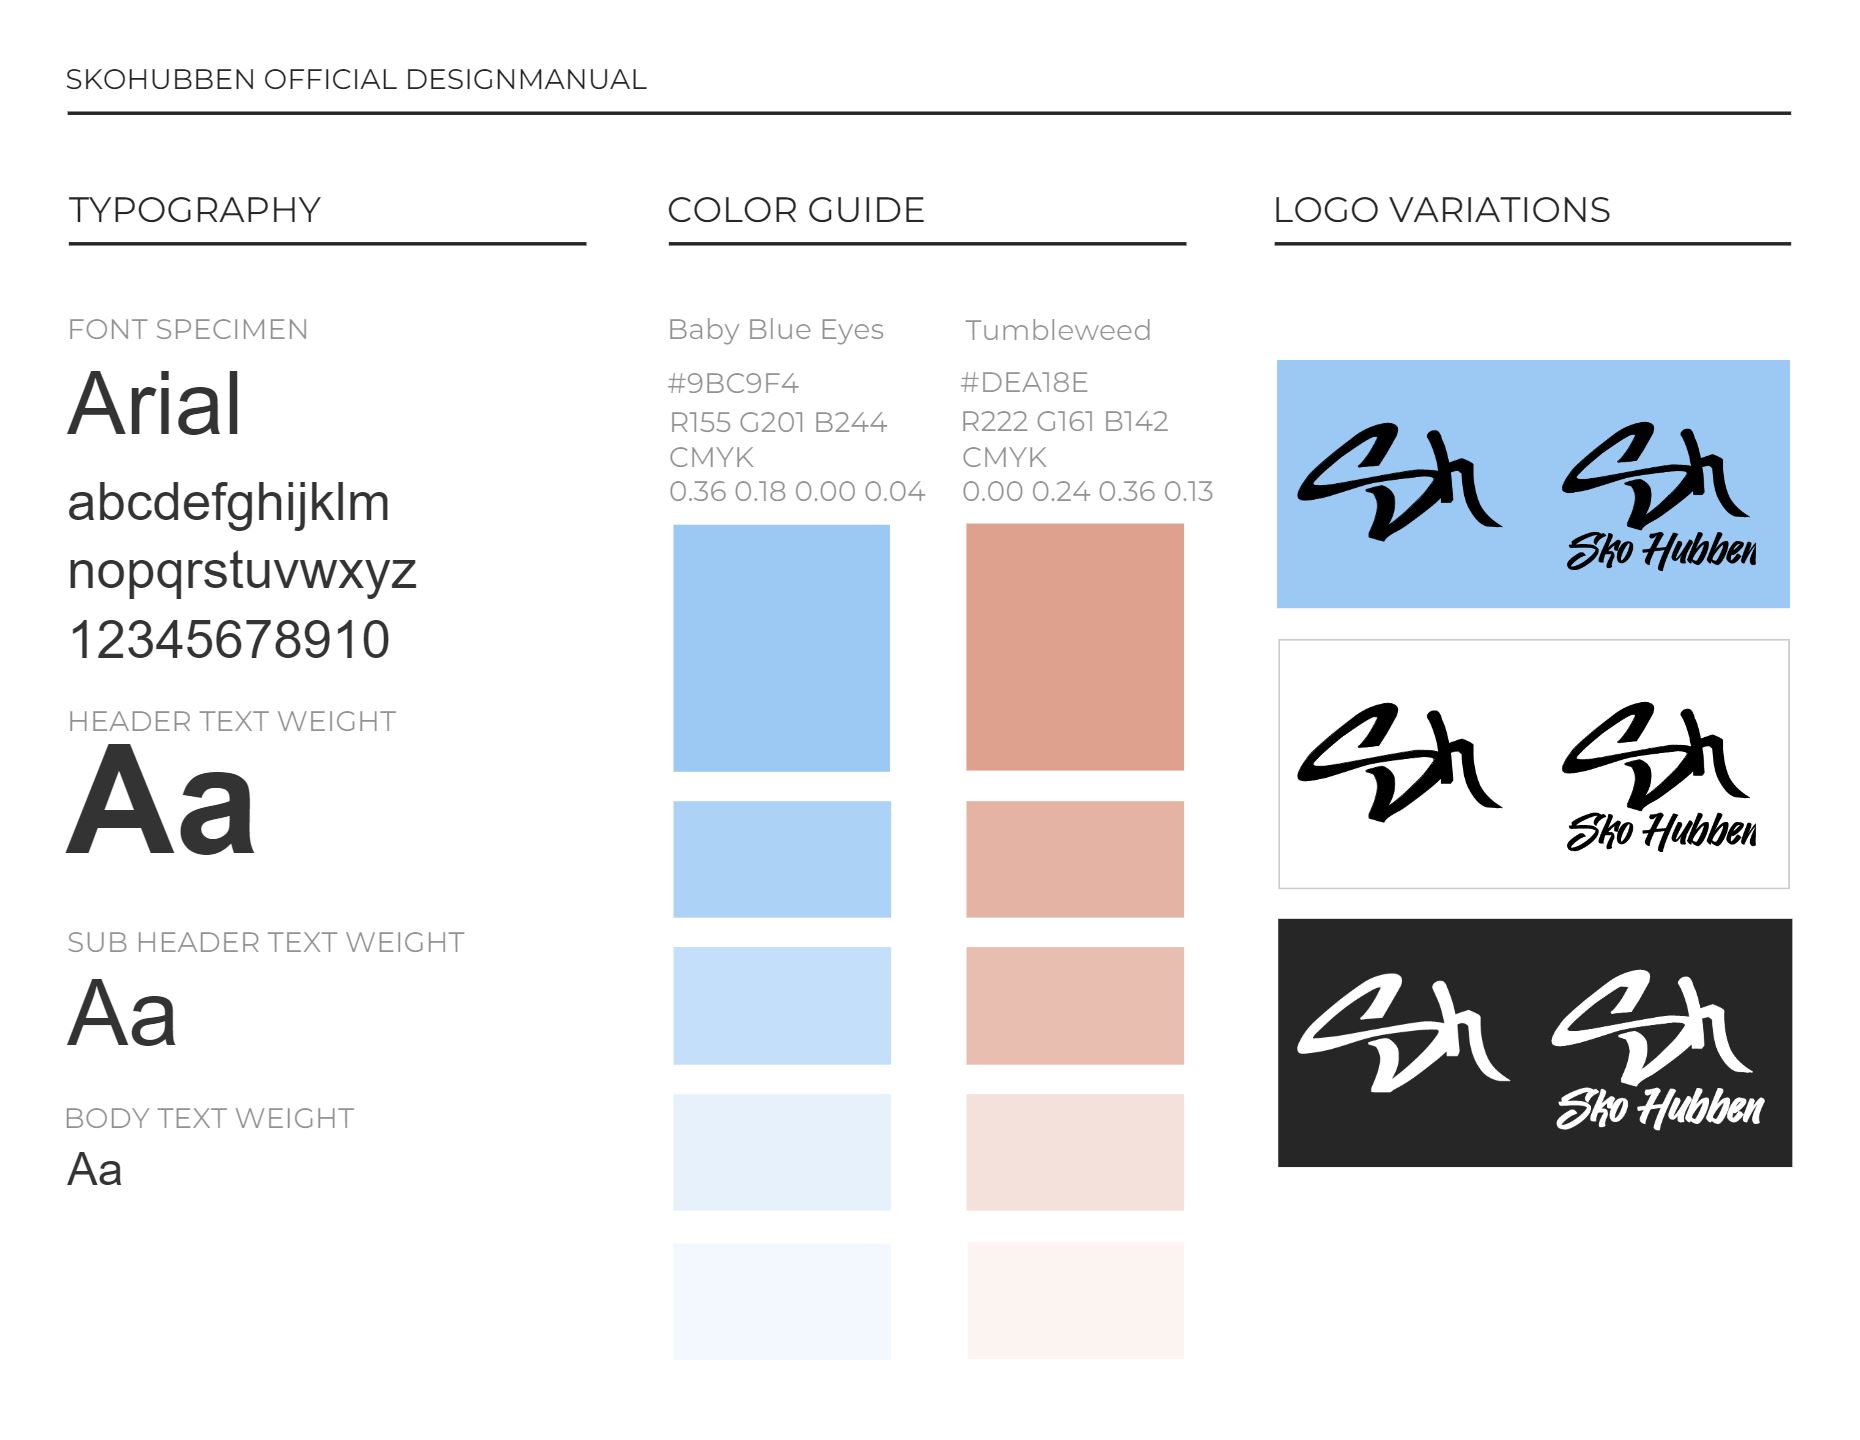 SKOHUBBEN OFFICIAL DESIGNMANUAL
TYPOGRAPHY
FONT SPECIMEN
Arial
abcdefghijklm
nopqrstuvwxyz
12345678910
HEADER TEXT WEIGHT
Aa
SUB HEADER TEXT WEIGHT
Aa
BODY TEXT WEIGHT
Aa
COLOR GUIDE
Baby Blue Eyes
#9BC9F4
R155 G201 B244
CMYK
0.36 0.18 0.00 0.04
Tumbleweed
#DEA18E
R222 G161 B142
CMYK
0.00 0.24 0.36 0.13
LOGO VARIATIONS
Sh
Sh
Sko Hubben
Sh
Sh
Sko Hubben
Sh
Sh
Sko Hubben